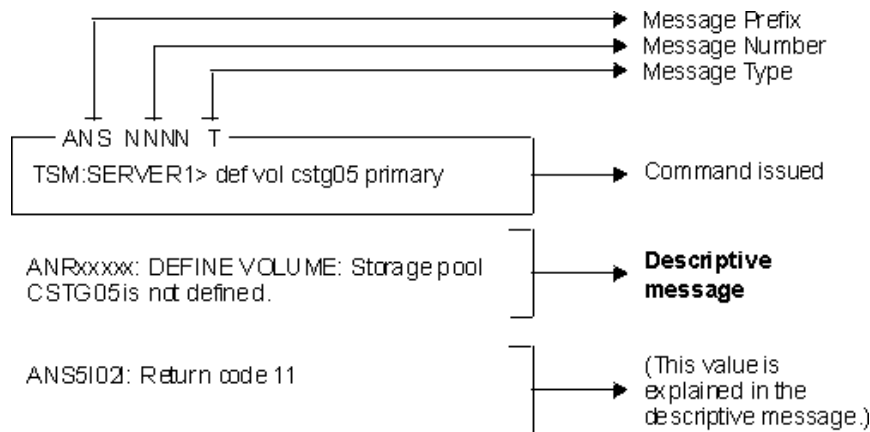 Message Prefix
Message Number
Message Type
ANS NNNN T
TSM:SERVER1> def vol cstg05 primary
Command issued
ANRxxxxx: DEFINE VOLUME: Storage pool
CSTG05 is not defined.
Descriptive
message
ANS5I02I: Return code 11
(This value is
explained in the
descriptive message.)